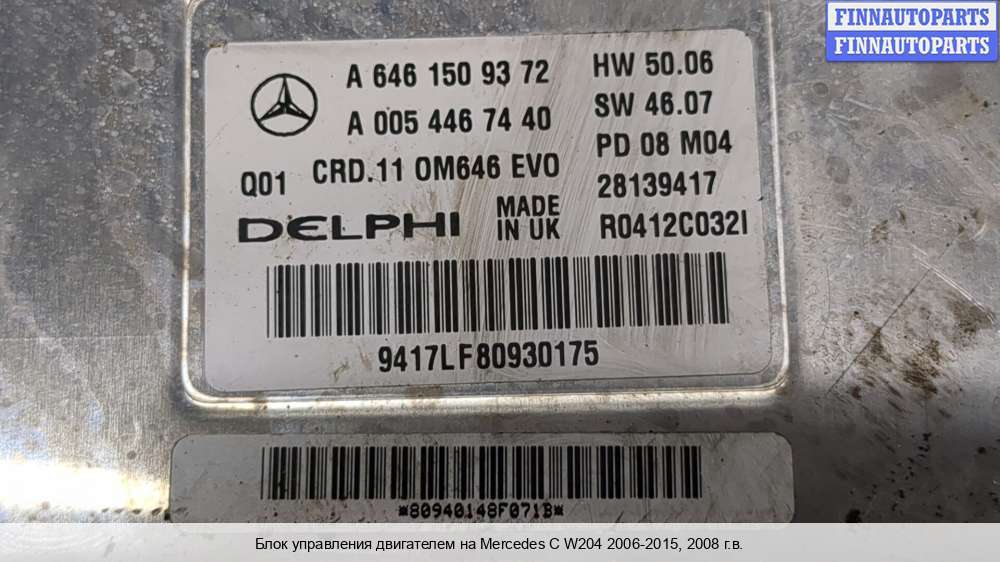 FINNAUTOPARTS
FINNAUTOPARTS
A 646 150 93 72 HW 50.06
A 005 446 74 40 SW 46.07
Q01 CRD.11 OM646 EVO PD 08 M04
28139417
DELPHI MADE IN UK R0412C032I
9417LF80930175
*80940148F071B*
Блок управления двигателем на Mercedes C W204 2006-2015, 2008 г.в.